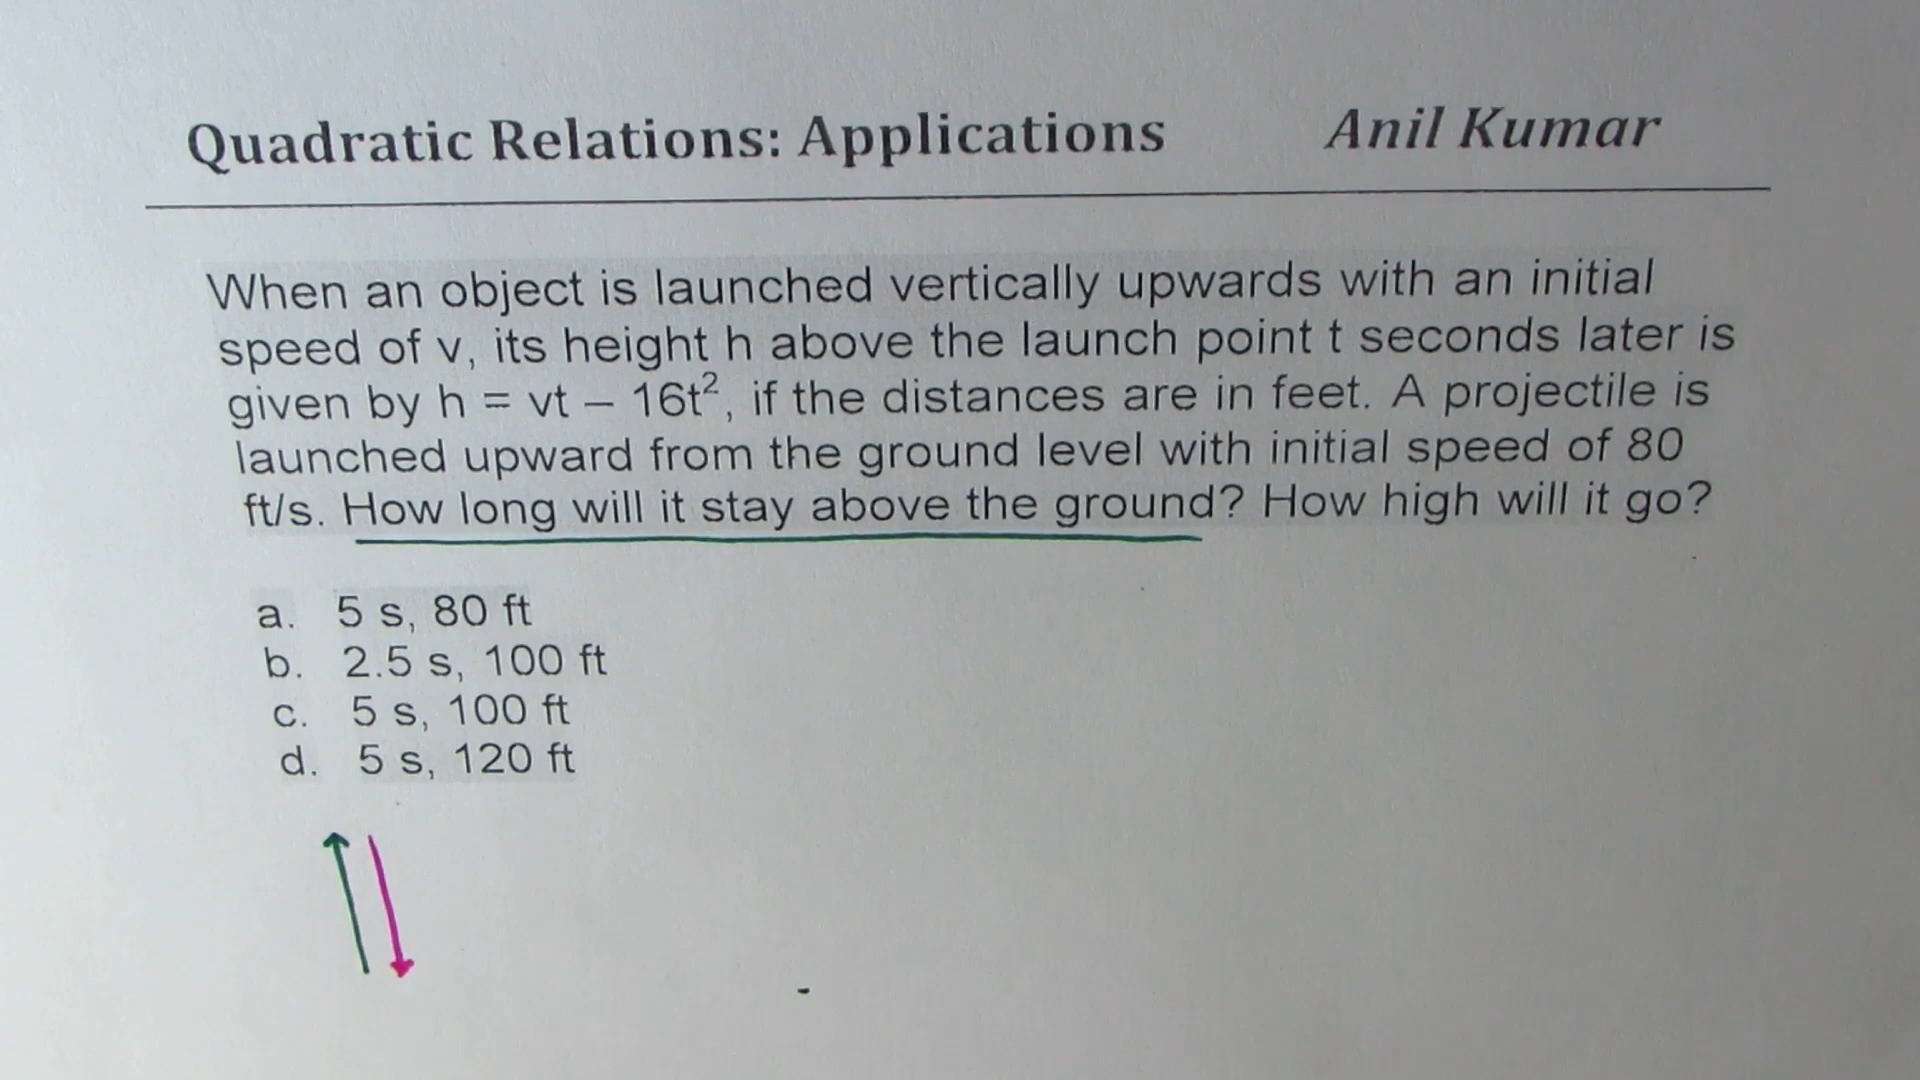 Quadratic Relations: Applications Anil Kumar
When an object is launched vertically upwards with an initial
speed of v, its height h above the launch point t seconds later is
given by h = vt – 16t², if the distances are in feet. A projectile is
launched upward from the ground level with initial speed of 80
ft/s. How long will it stay above the ground? How high will it go?
a. 5 s, 80 ft
b. 2.5 s, 100 ft
c. 5 s, 100 ft
d. 5 s, 120 ft